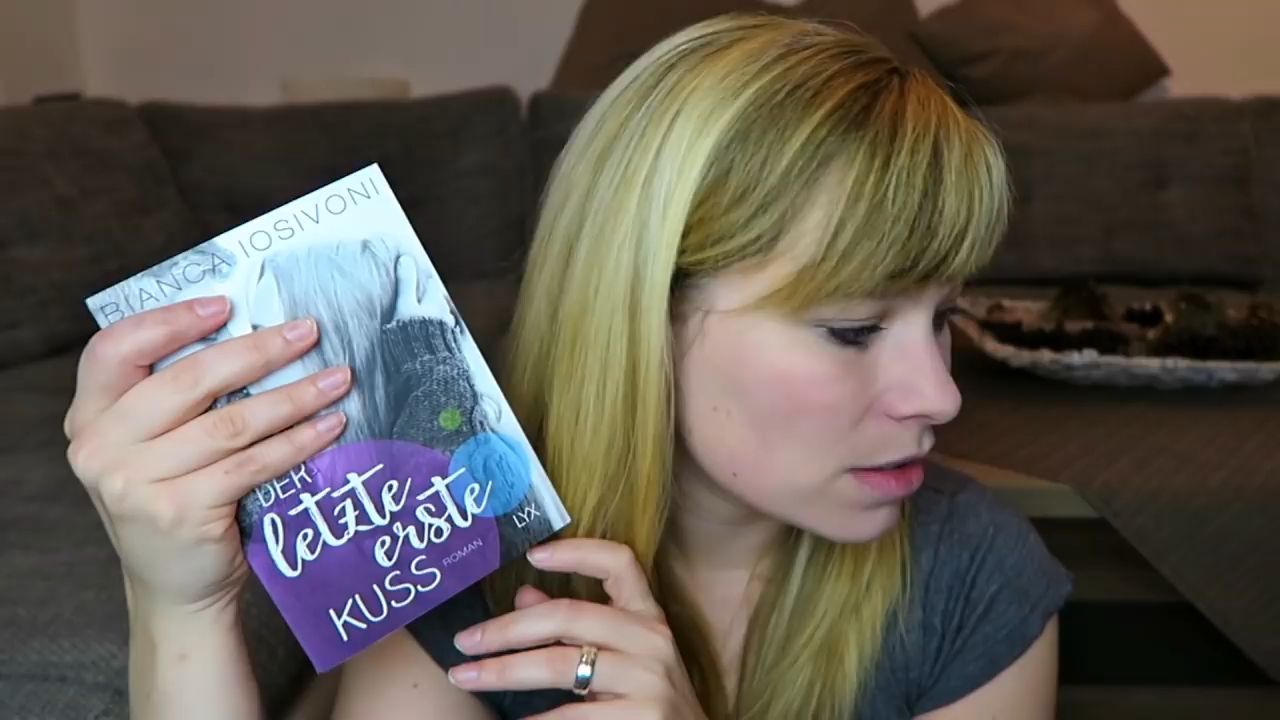 BIANCA IOSIVONI
DER
letzte
erste
KUSS
ROMAN
LYX